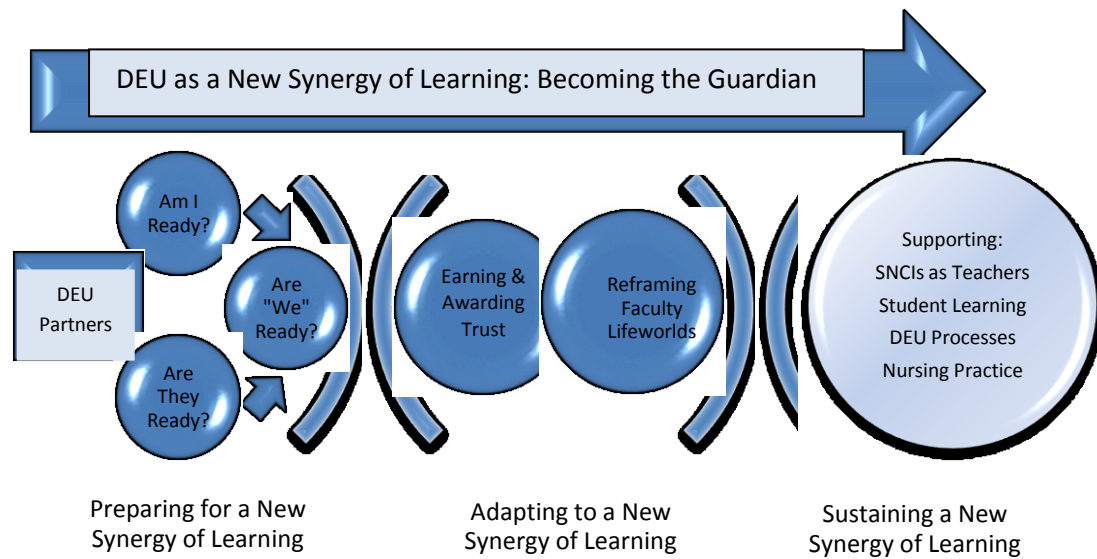 DEU as a New Synergy of Learning: Becoming the Guardian
Am I
Ready?
DEU
Partners
Are
"We"
Ready?
Are
They
Ready?
Earning &
Awarding
Trust
Reframing
Faculty
Lifeworlds
Supporting:
SNCIs as Teachers
Student Learning
DEU Processes
Nursing Practice
Preparing for a New
Synergy of Learning
Adapting to a New
Synergy of Learning
Sustaining a New
Synergy of Learning